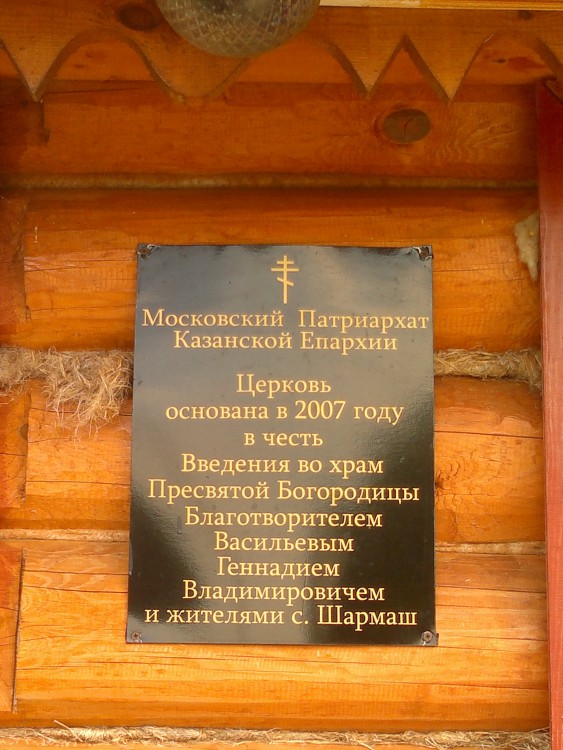 Московский Патриархат
Казанской Епархии
Церковь
основана в 2007 году
в честь
Введения во храм
Пресвятой Богородицы
Благотворителем
Васильевым
Геннадием
Владимировичем
и жителями с. Шармаш